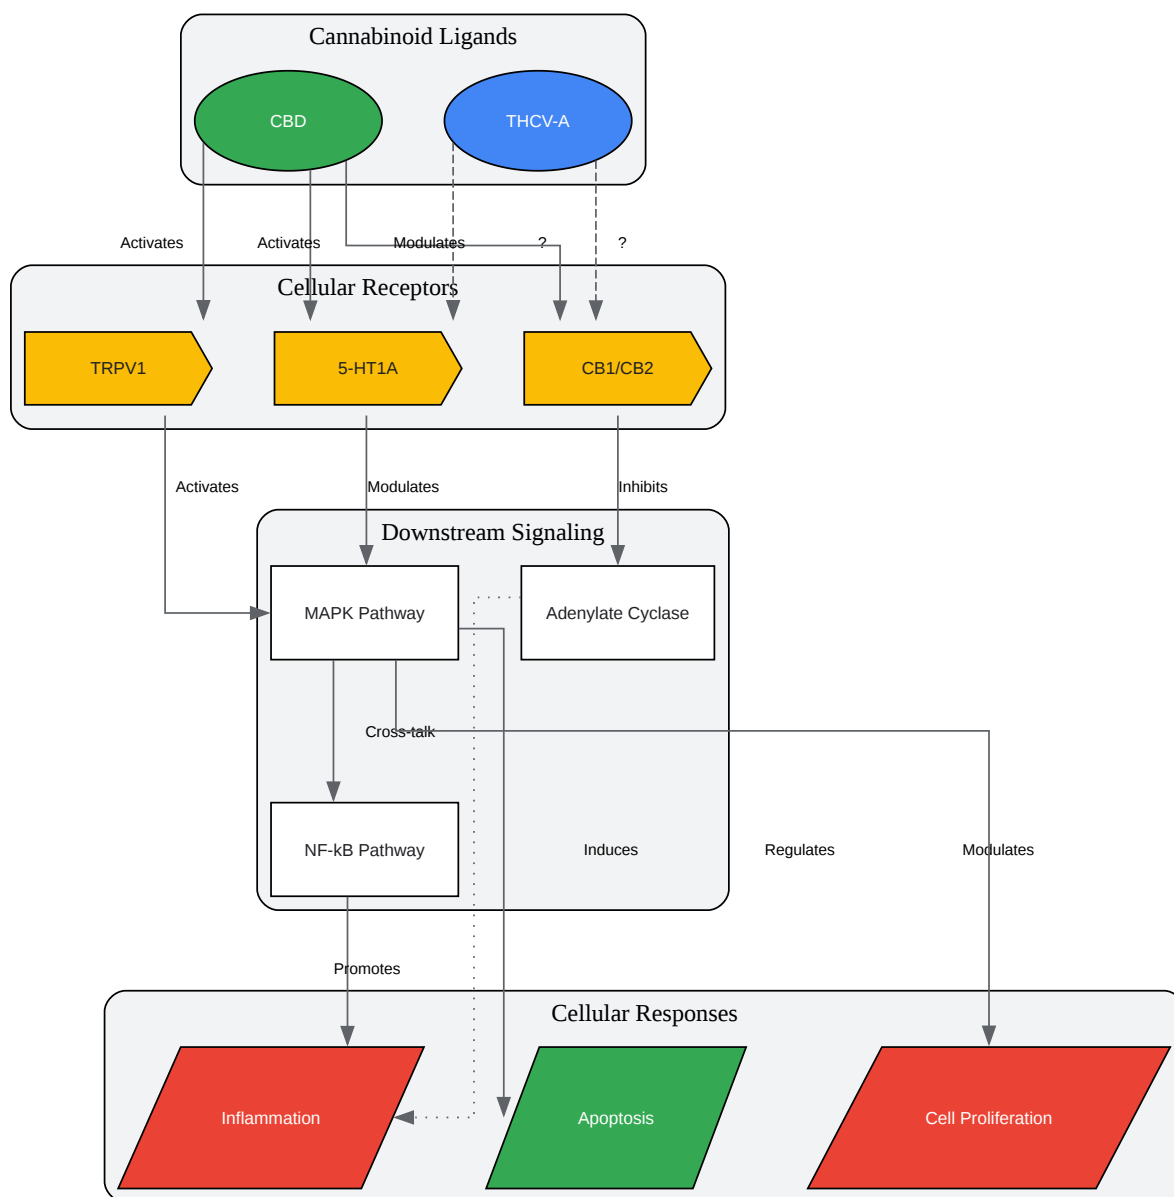 Cannabinoid Ligands
CBD
THCV-A
Activates
Activates
Modulates
?
?
Cellular Receptors
TRPV1
5-HT1A
CB1/CB2
Activates
Modulates
Inhibits
Downstream Signaling
MAPK Pathway
Adenylate Cyclase
Cross-talk
NF-kB Pathway
Induces
Regulates
Modulates
Promotes
Cellular Responses
Inflammation
Apoptosis
Cell Proliferation